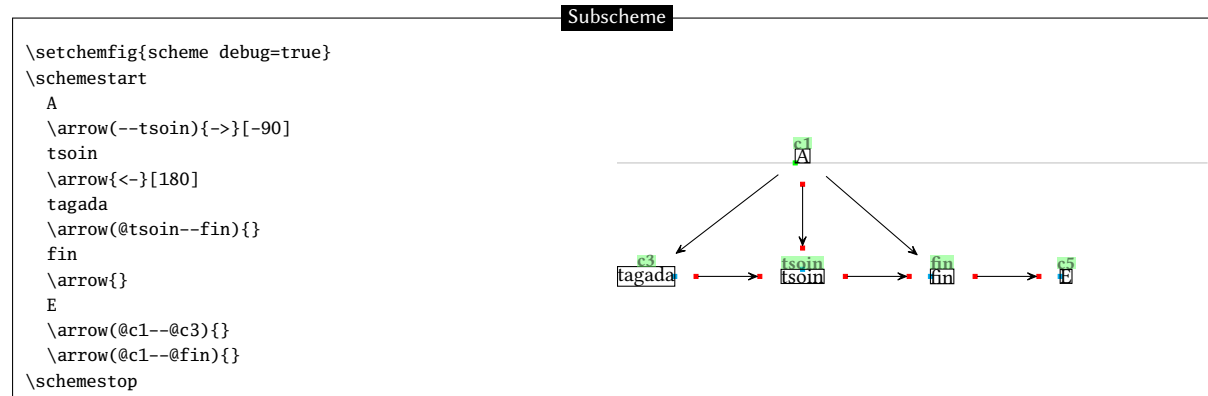 Subscheme
\setchemfig{scheme debug=true}
\schemestart
A
\arrow(--tsoin){->}[-90]
tsoin
\arrow{<-}[180]
tagada
\arrow(@tsoin--fin){}
fin
\arrow{}
E
\arrow(@c1--@c3){}
\arrow(@c1--@fin){}
\schemestop
c1
A
c3 tsoin fin c5
tagada tsoin fin E